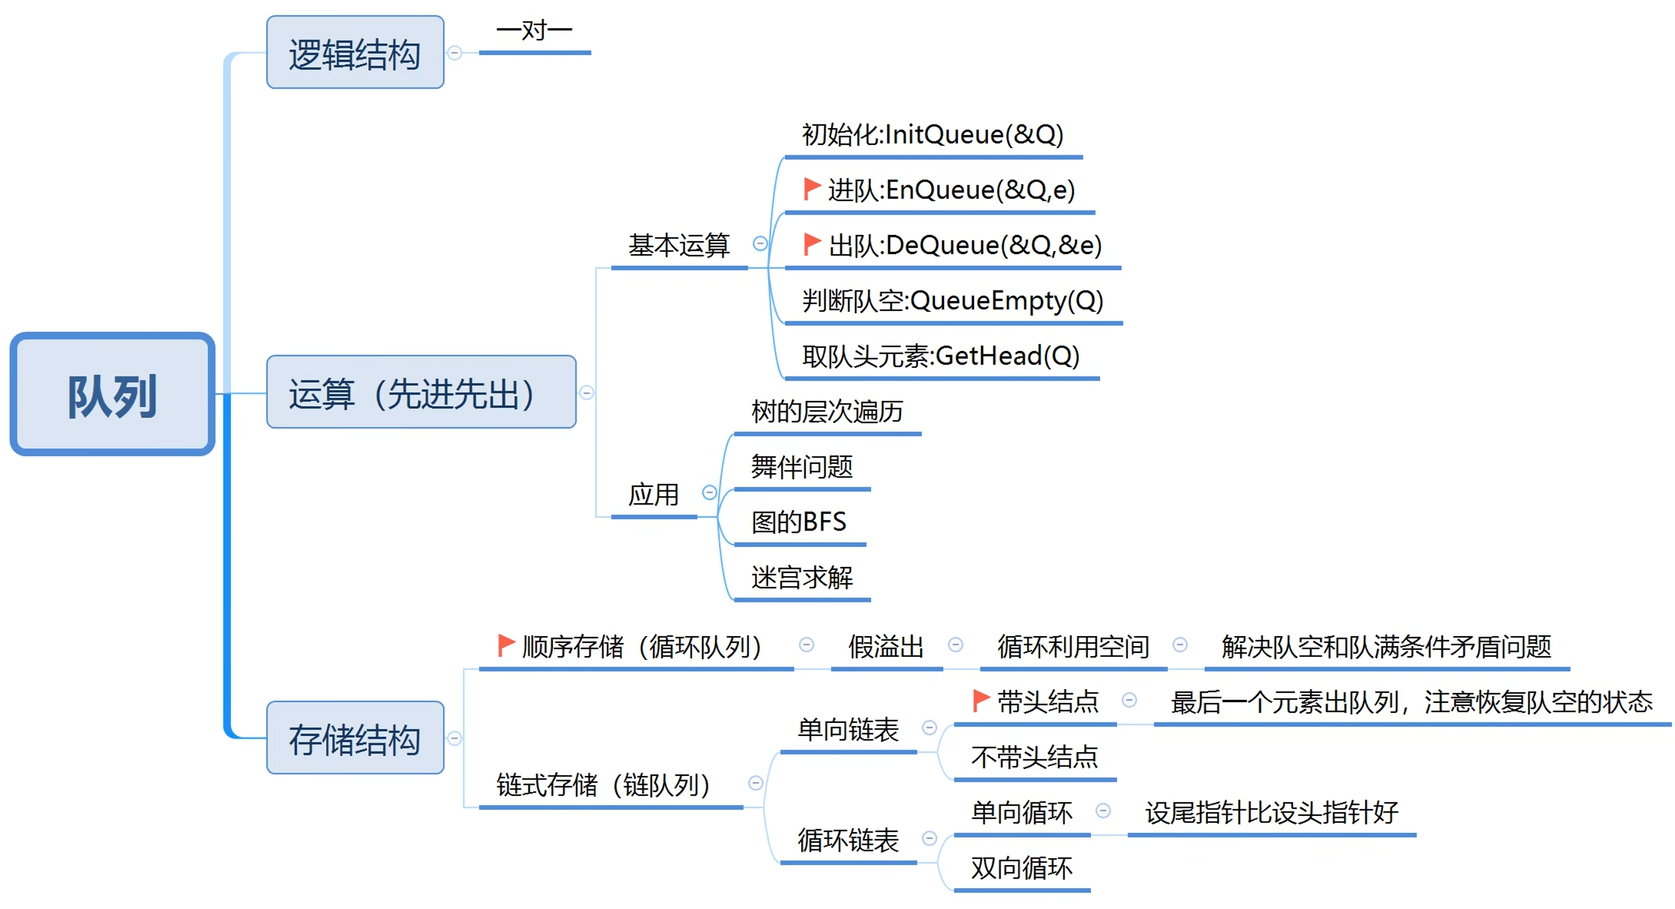 队列
逻辑结构
一对一
运算（先进先出）
基本运算
初始化:InitQueue(&Q)
进队:EnQueue(&Q,e)
出队:DeQueue(&Q,&e)
判断队空:QueueEmpty(Q)
取队头元素:GetHead(Q)
应用
树的层次遍历
舞伴问题
图的BFS
迷宫求解
存储结构
顺序存储（循环队列）
假溢出
循环利用空间
解决队空和队满条件矛盾问题
链式存储（链队列）
单向链表
带头结点
最后一个元素出队列，注意恢复队空的状态
不带头结点
循环链表
单向循环
设尾指针比设头指针好
双向循环